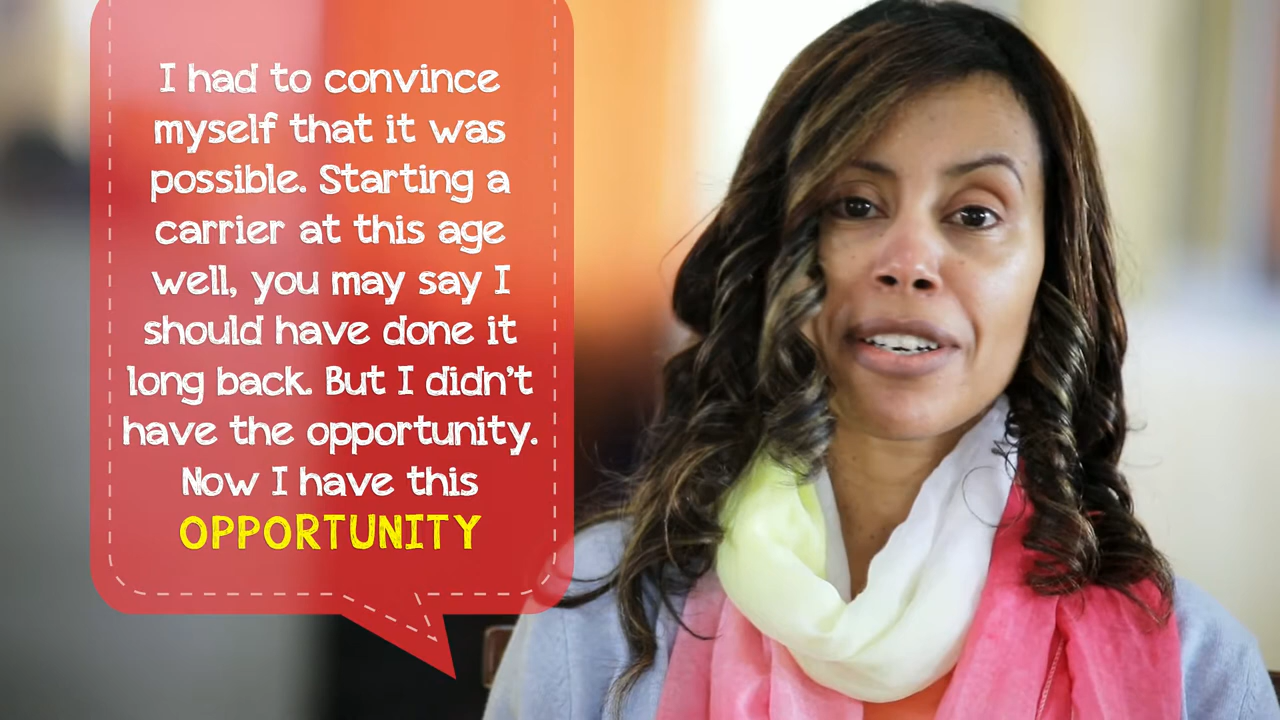 I had to convince
myself that it was
possible. Starting a
carrier at this age
well, you may say I
should have done it
long back. But I didn't
have the opportunity.
Now I have this
OPPORTUNITY